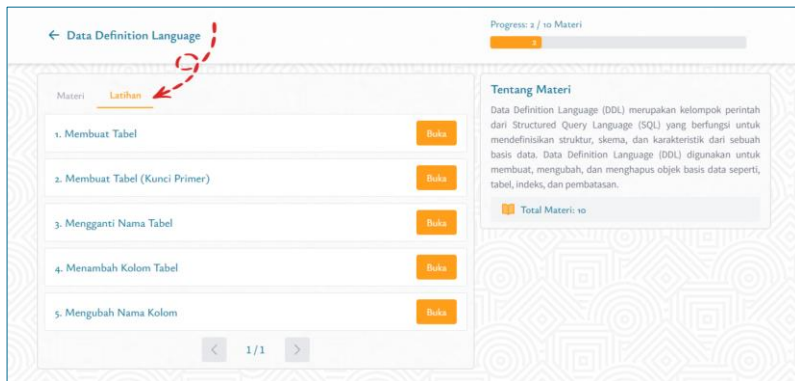 ← Data Definition Language
Progress: 2 / 10 Materi
2
Materi Latihan
1. Membuat Tabel Buka
2. Membuat Tabel (Kunci Primer) Buka
3. Mengganti Nama Tabel Buka
4. Menambah Kolom Tabel Buka
5. Mengubah Nama Kolom Buka
< 1/1 >
Tentang Materi
Data Definition Language (DDL) merupakan kelompok perintah
dari Structured Query Language (SQL) yang berfungsi untuk
mendefinisikan struktur, skema, dan karakteristik dari sebuah
basis data. Data Definition Language (DDL) digunakan untuk
membuat, mengubah, dan menghapus objek basis data seperti,
tabel, indeks, dan pembatasan.
Total Materi: 10